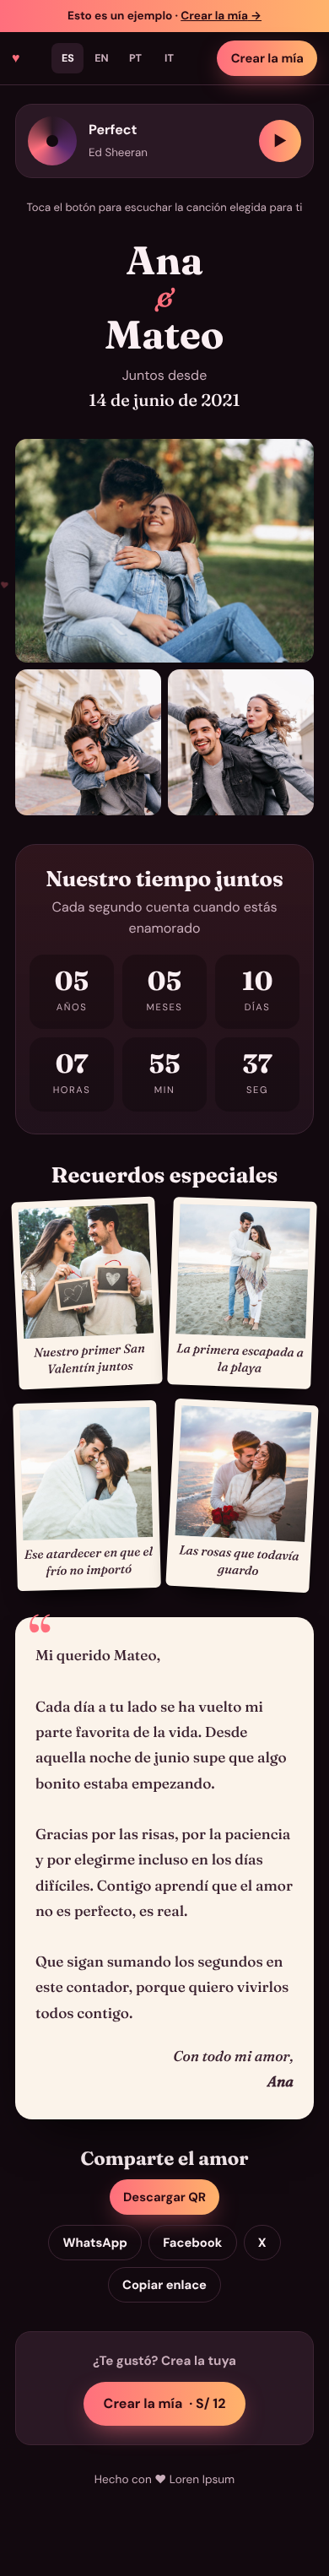 Esto es un ejemplo · Crear la mía →
♥ ES EN PT IT Crear la mía
Perfect
Ed Sheeran
Toca el botón para escuchar la canción elegida para ti
Ana
&
Mateo
Juntos desde
14 de junio de 2021
Nuestro tiempo juntos
Cada segundo cuenta cuando estás
enamorado
05 05 10
AÑOS MESES DÍAS
07 55 37
HORAS MIN SEG
Recuerdos especiales
Nuestro primer San
Valentín juntos
La primera escapada a
la playa
Ese atardecer en que el
frío no importó
Las rosas que todavía
guardo
“
Mi querido Mateo,
Cada día a tu lado se ha vuelto mi
parte favorita de la vida. Desde
aquella noche de junio supe que algo
bonito estaba empezando.
Gracias por las risas, por la paciencia
y por elegirme incluso en los días
difíciles. Contigo aprendí que el amor
no es perfecto, es real.
Que sigan sumando los segundos en
este contador, porque quiero vivirlos
todos contigo.
Con todo mi amor,
Ana
Comparte el amor
Descargar QR
WhatsApp Facebook X
Copiar enlace
¿Te gustó? Crea la tuya
Crear la mía · S/ 12
Hecho con ♥ Loren Ipsum